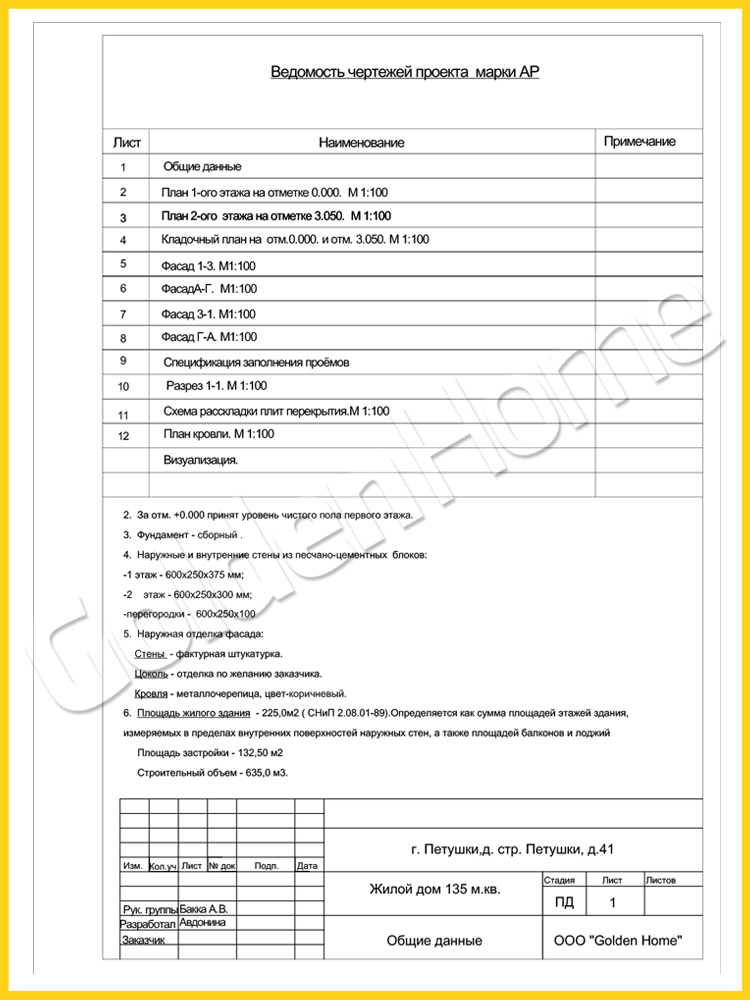 Ведомость чертежей проекта марки АР
Лист Наименование Примечание
1 Общие данные
2 План 1-ого этажа на отметке 0.000. М 1:100
3 План 2-ого этажа на отметке 3.050. М 1:100
4 Кладочный план на отм.0.000. и отм. 3.050. М 1:100
5 Фасад 1-3. М1:100
6 ФасадА-Г. М1:100
7 Фасад 3-1. М1:100
8 Фасад Г-А. М1:100
9 Спецификация заполнения проёмов
10 Разрез 1-1. М 1:100
11 Схема расскладки плит перекрытия.М 1:100
12 План кровли. М 1:100
Визуализация.
GoldenHome
2. За отм. +0.000 принят уровень чистого пола первого этажа.
3. Фундамент - сборный .
4. Наружные и внутренние стены из песчано-цементных блоков:
-1 этаж - 600х250х375 мм;
-2 этаж - 600х250х300 мм;
-перегородки - 600х250х100
5. Наружная отделка фасада:
Стены - фактурная штукатурка.
Цоколь - отделка по желанию заказчика.
Кровля - металлочерепица, цвет-коричневый.
6. Площадь жилого здания - 225,0м2 ( СНиП 2.08.01-89).Определяется как сумма площадей этажей здания,
измеряемых в пределах внутренних поверхностей наружных стен, а также площадей балконов и лоджий
Площадь застройки - 132,50 м2
Строительный объем - 635,0 м3.
г. Петушки,д. стр. Петушки, д.41
Изм. Кол.уч Лист № док Подп. Дата
Жилой дом 135 м.кв.
Стадия Лист Листов
ПД 1
Рук. группы Бакка А.В.
Разработал Авдонина
Заказчик
Общие данные
ООО "Golden Home"